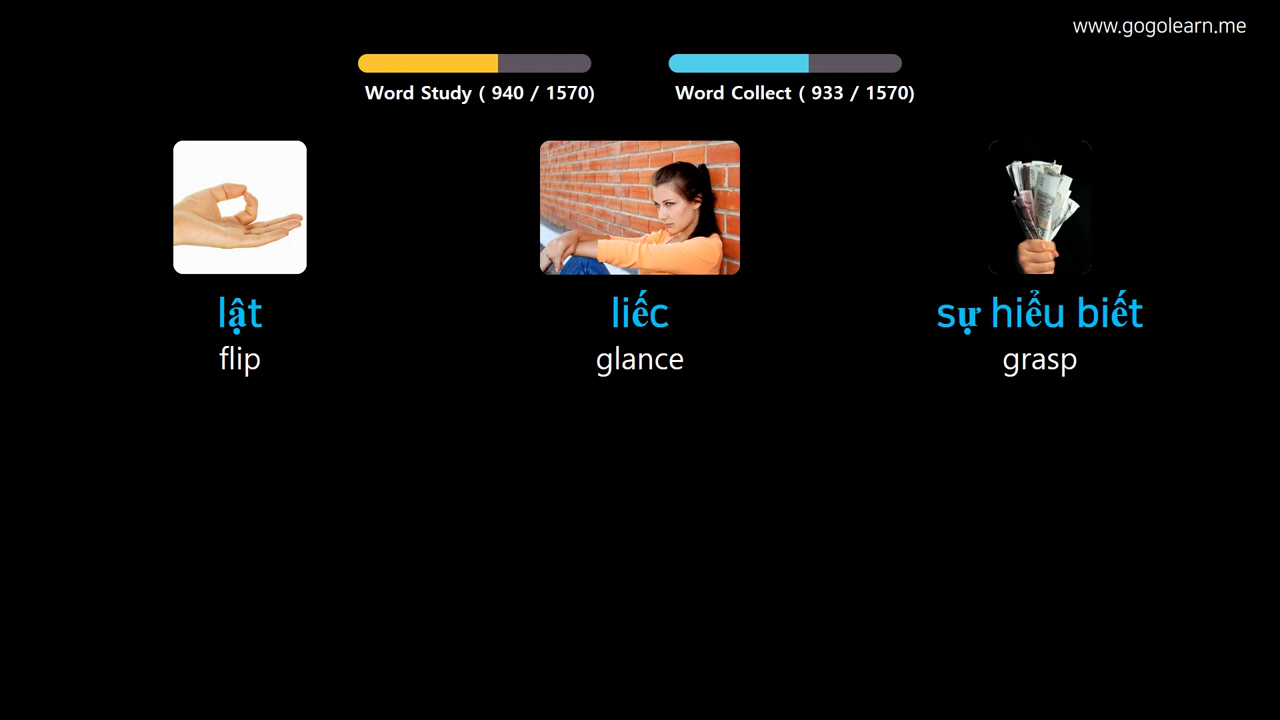 www.gogolearn.me
Word Study ( 940 / 1570)
Word Collect ( 933 / 1570)
lật
flip
liếc
glance
sự hiểu biết
grasp